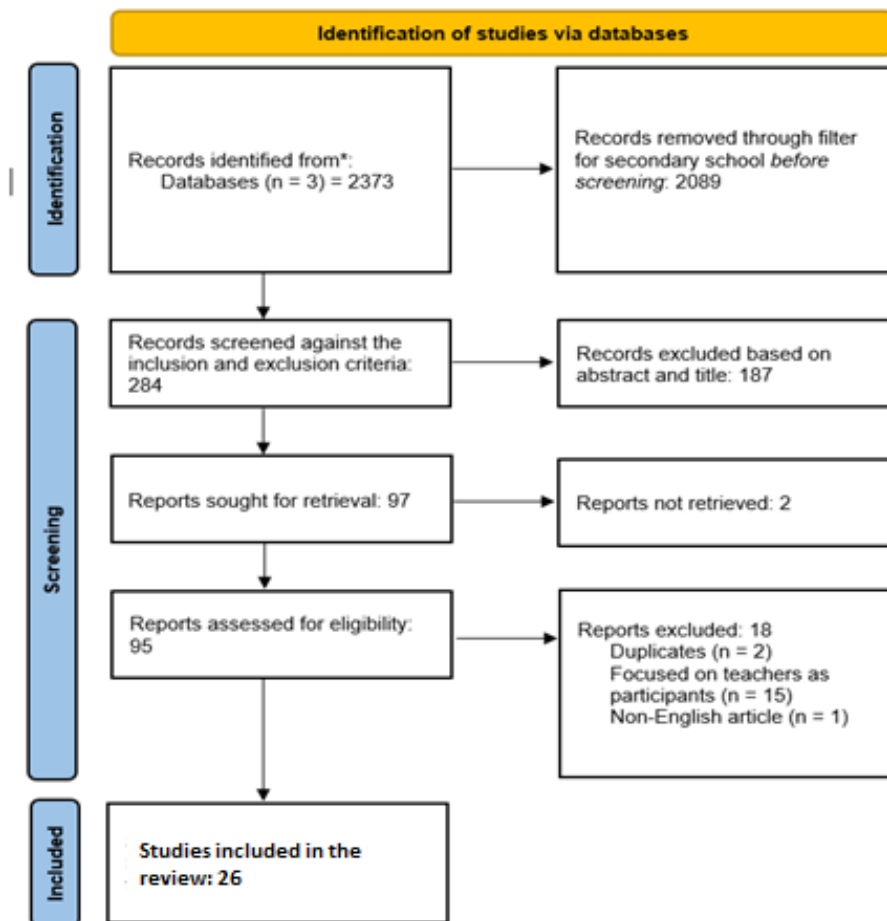 Identification of studies via databases
Identification
Records identified from*:
Databases (n = 3) = 2373
Records removed through filter
for secondary school before
screening: 2089
Screening
Records screened against the
inclusion and exclusion criteria:
284
Records excluded based on
abstract and title: 187
Reports sought for retrieval: 97
Reports not retrieved: 2
Reports assessed for eligibility:
95
Reports excluded: 18
Duplicates (n = 2)
Focused on teachers as
participants (n = 15)
Non-English article (n = 1)
Included
Studies included in the
review: 26